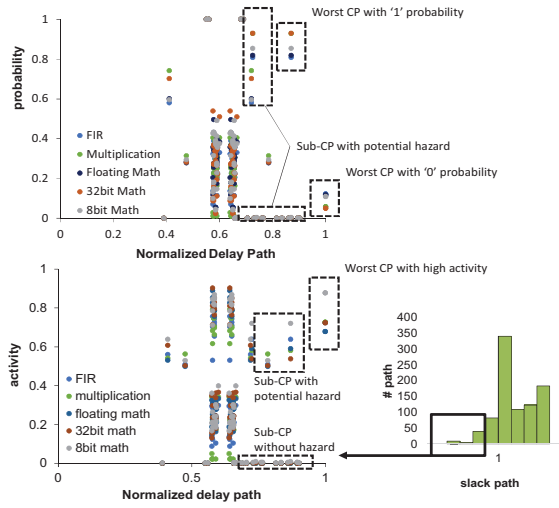 Worst CP with '1' probability
1
0.8
0.6
0.4
0.2
0
probability
FIR
Multiplication
Floating Math
32bit Math
8bit Math
Sub-CP with potential hazard
Worst CP with '0' probability
0
0.2
0.4
0.6
0.8
1
Normalized Delay Path
Worst CP with high activity
1
0.8
0.6
0.4
0.2
0
activity
FIR
multiplication
floating math
32bit math
8bit math
Sub-CP with
potential hazard
Sub-CP
without hazard
0
0.5
1
Normalized delay path
400
350
300
250
200
150
100
50
0
# path
1
slack path